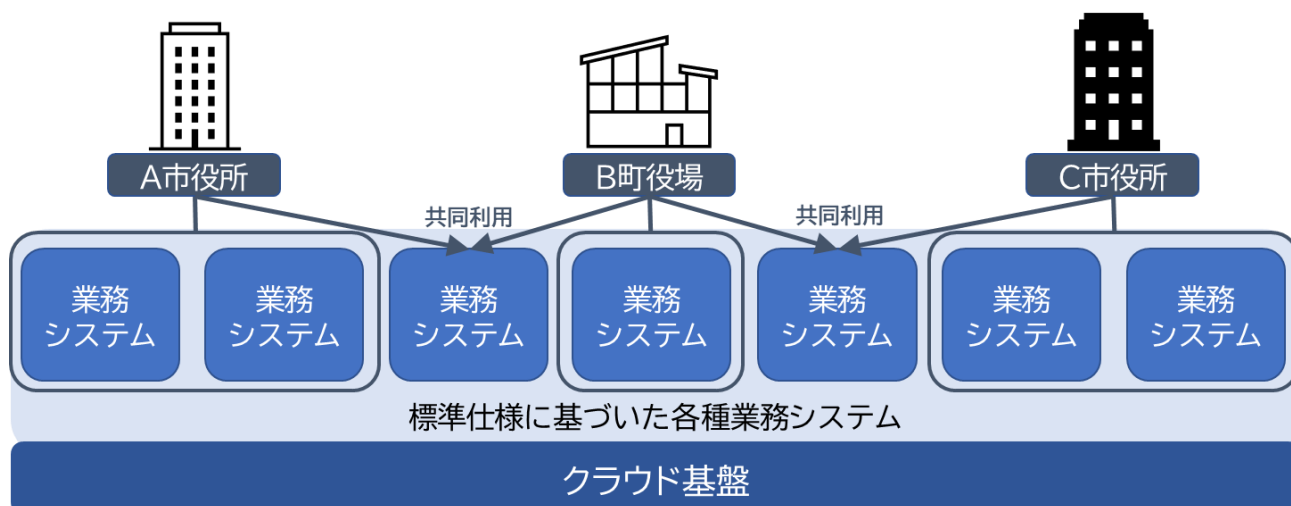 A市役所
B町役場
C市役所
共同利用
共同利用
業務
システム
業務
システム
業務
システム
業務
システム
業務
システム
業務
システム
業務
システム
標準仕様に基づいた各種業務システム
クラウド基盤